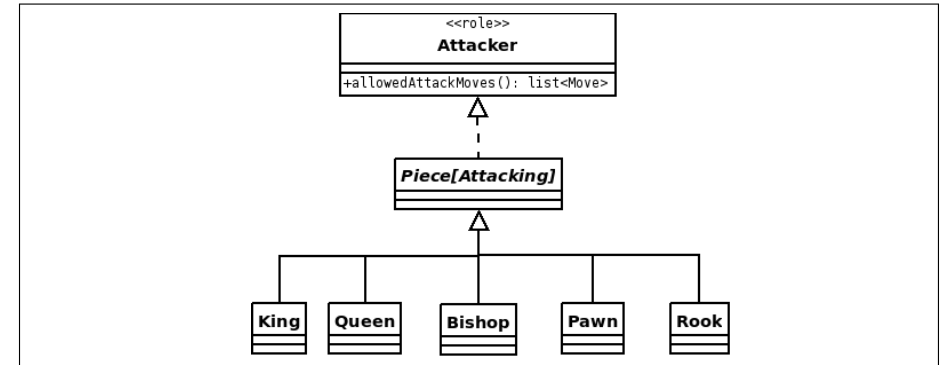 <<role>>
Attacker
+allowedAttackMoves(): list<Move>
Piece[Attacking]
King Queen Bishop Pawn Rook